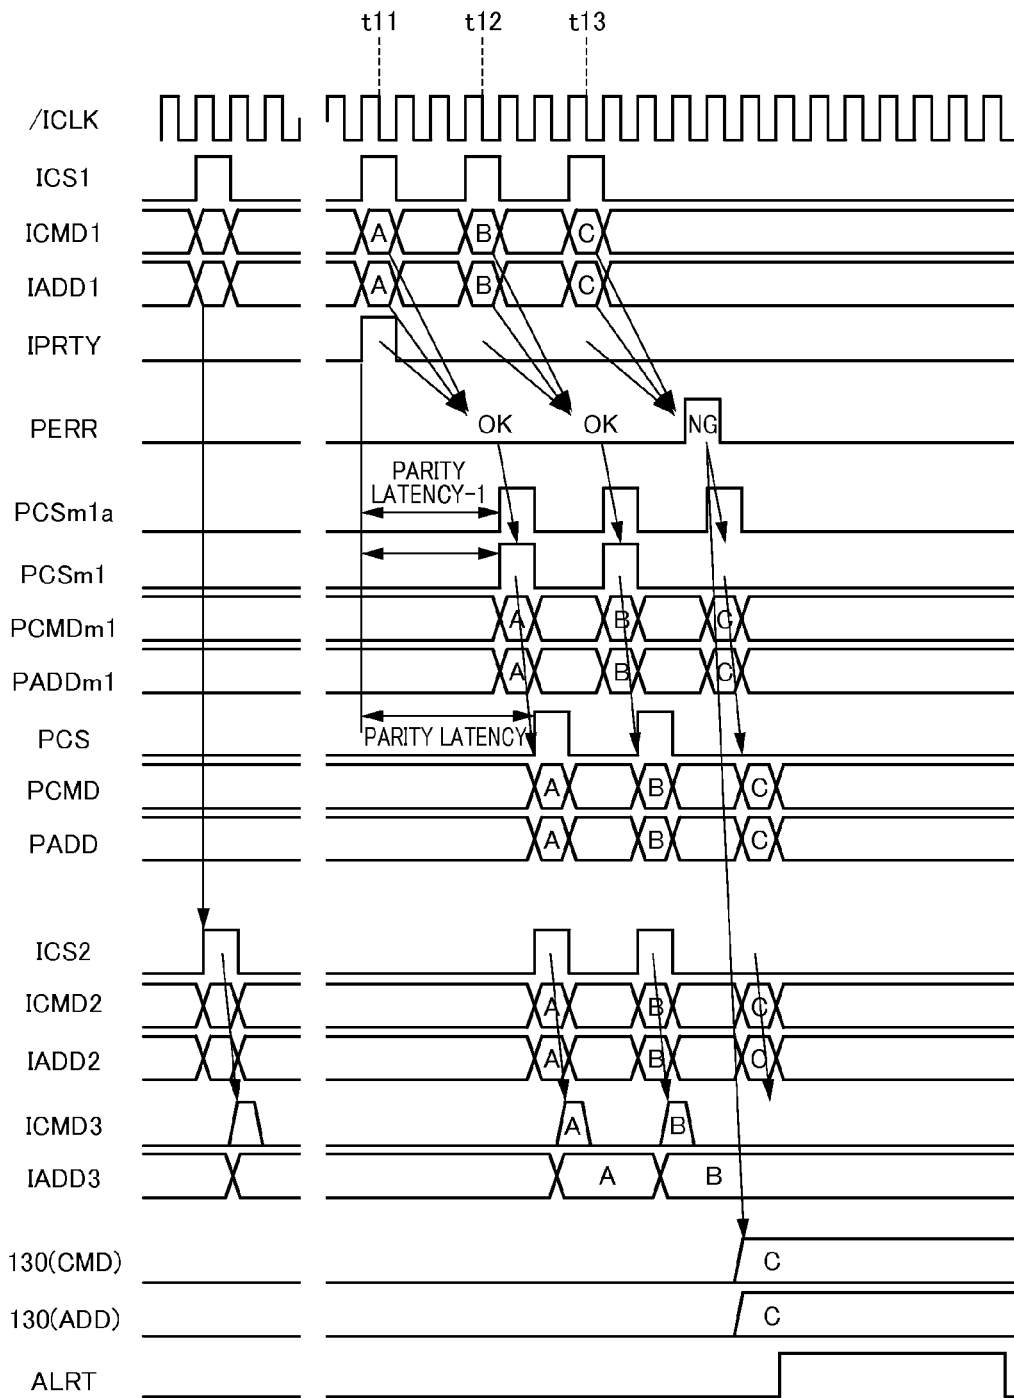 t11 t12 t13
/ICLK
ICS1
ICMD1 A B C
IADD1 A B C
IPRTY
PERR OK OK NG
PARITY
LATENCY-1
PCSm1a
PCSm1
PCMDm1 A B C
PADDm1 A B C
PCS PARITY LATENCY
PCMD A B C
PADD A B C
ICS2
ICMD2 A B C
IADD2 A B C
ICMD3 A B
IADD3 A B
130(CMD) C
130(ADD) C
ALRT